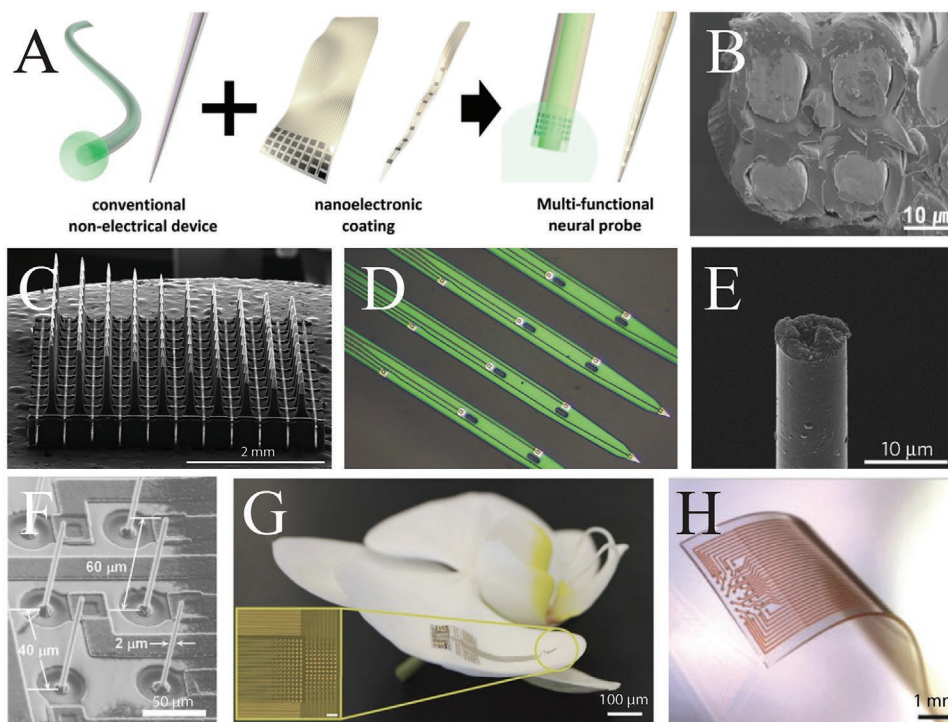 A
conventional
non-electrical device
nanoelectronic
coating
Multi-functional
neural probe
B
10 μm
C
2 mm
D
E
10 μm
F
60 μm
2 μm
40 μm
50 μm
G
100 μm
H
1 mm